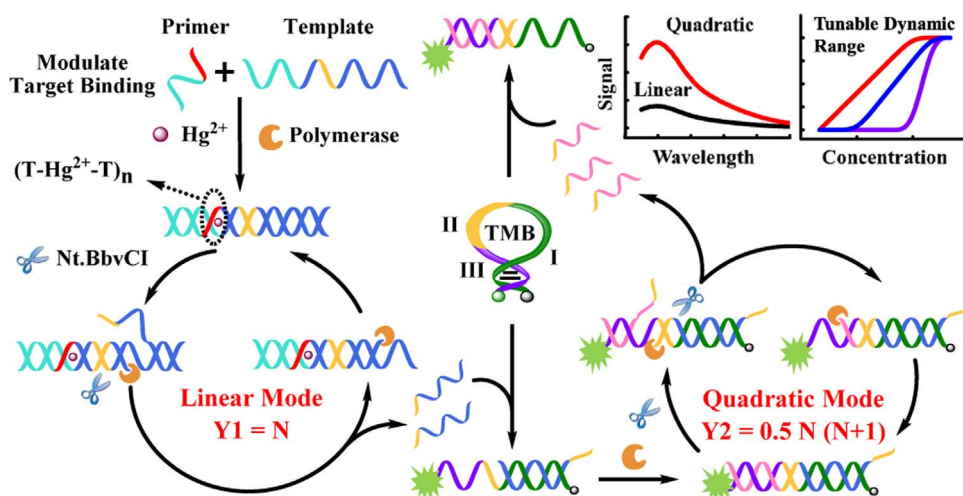 Primer
Template
Modulate
Target Binding
+
Hg²⁺
Polymerase
(T-Hg²⁺-T)n
Nt.BbvCI
Linear Mode
Y1 = N
II
TMB
III
I
Signal
Quadratic
Linear
Wavelength
Tunable Dynamic
Range
Concentration
Quadratic Mode
Y2 = 0.5 N (N+1)